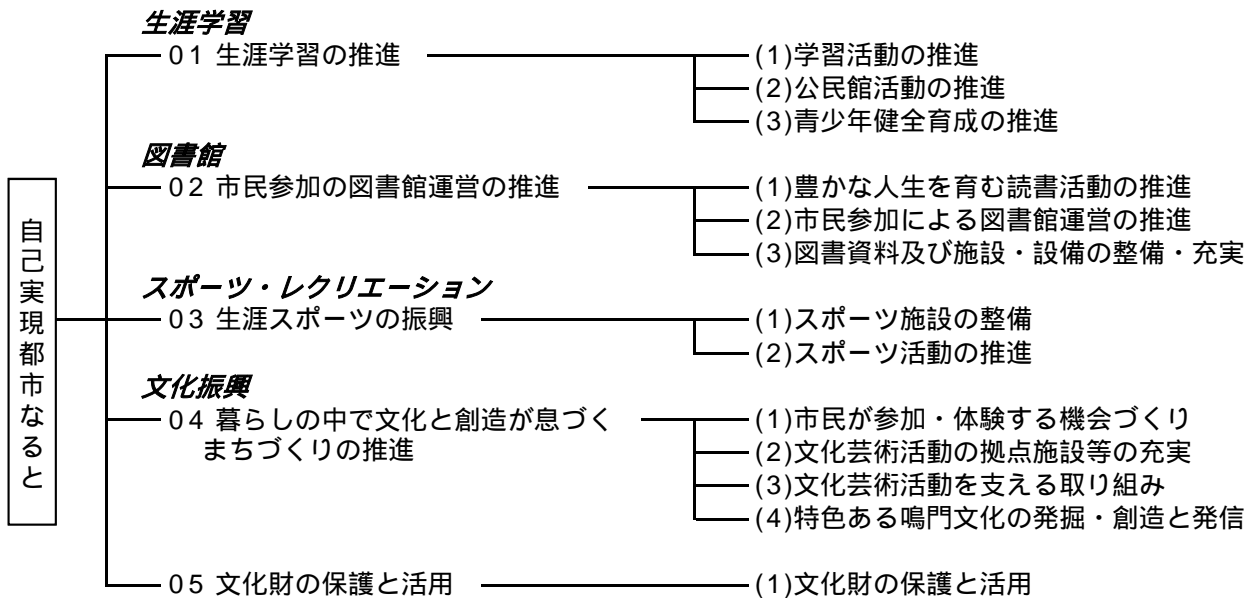 自己実現都市なると
生涯学習
01 生涯学習の推進
(1)学習活動の推進
(2)公民館活動の推進
(3)青少年健全育成の推進
図書館
02 市民参加の図書館運営の推進
(1)豊かな人生を育む読書活動の推進
(2)市民参加による図書館運営の推進
(3)図書資料及び施設・設備の整備・充実
スポーツ・レクリエーション
03 生涯スポーツの振興
(1)スポーツ施設の整備
(2)スポーツ活動の推進
文化振興
04 暮らしの中で文化と創造が息づく
まちづくりの推進
(1)市民が参加・体験する機会づくり
(2)文化芸術活動の拠点施設等の充実
(3)文化芸術活動を支える取り組み
(4)特色ある鳴門文化の発掘・創造と発信
05 文化財の保護と活用
(1)文化財の保護と活用